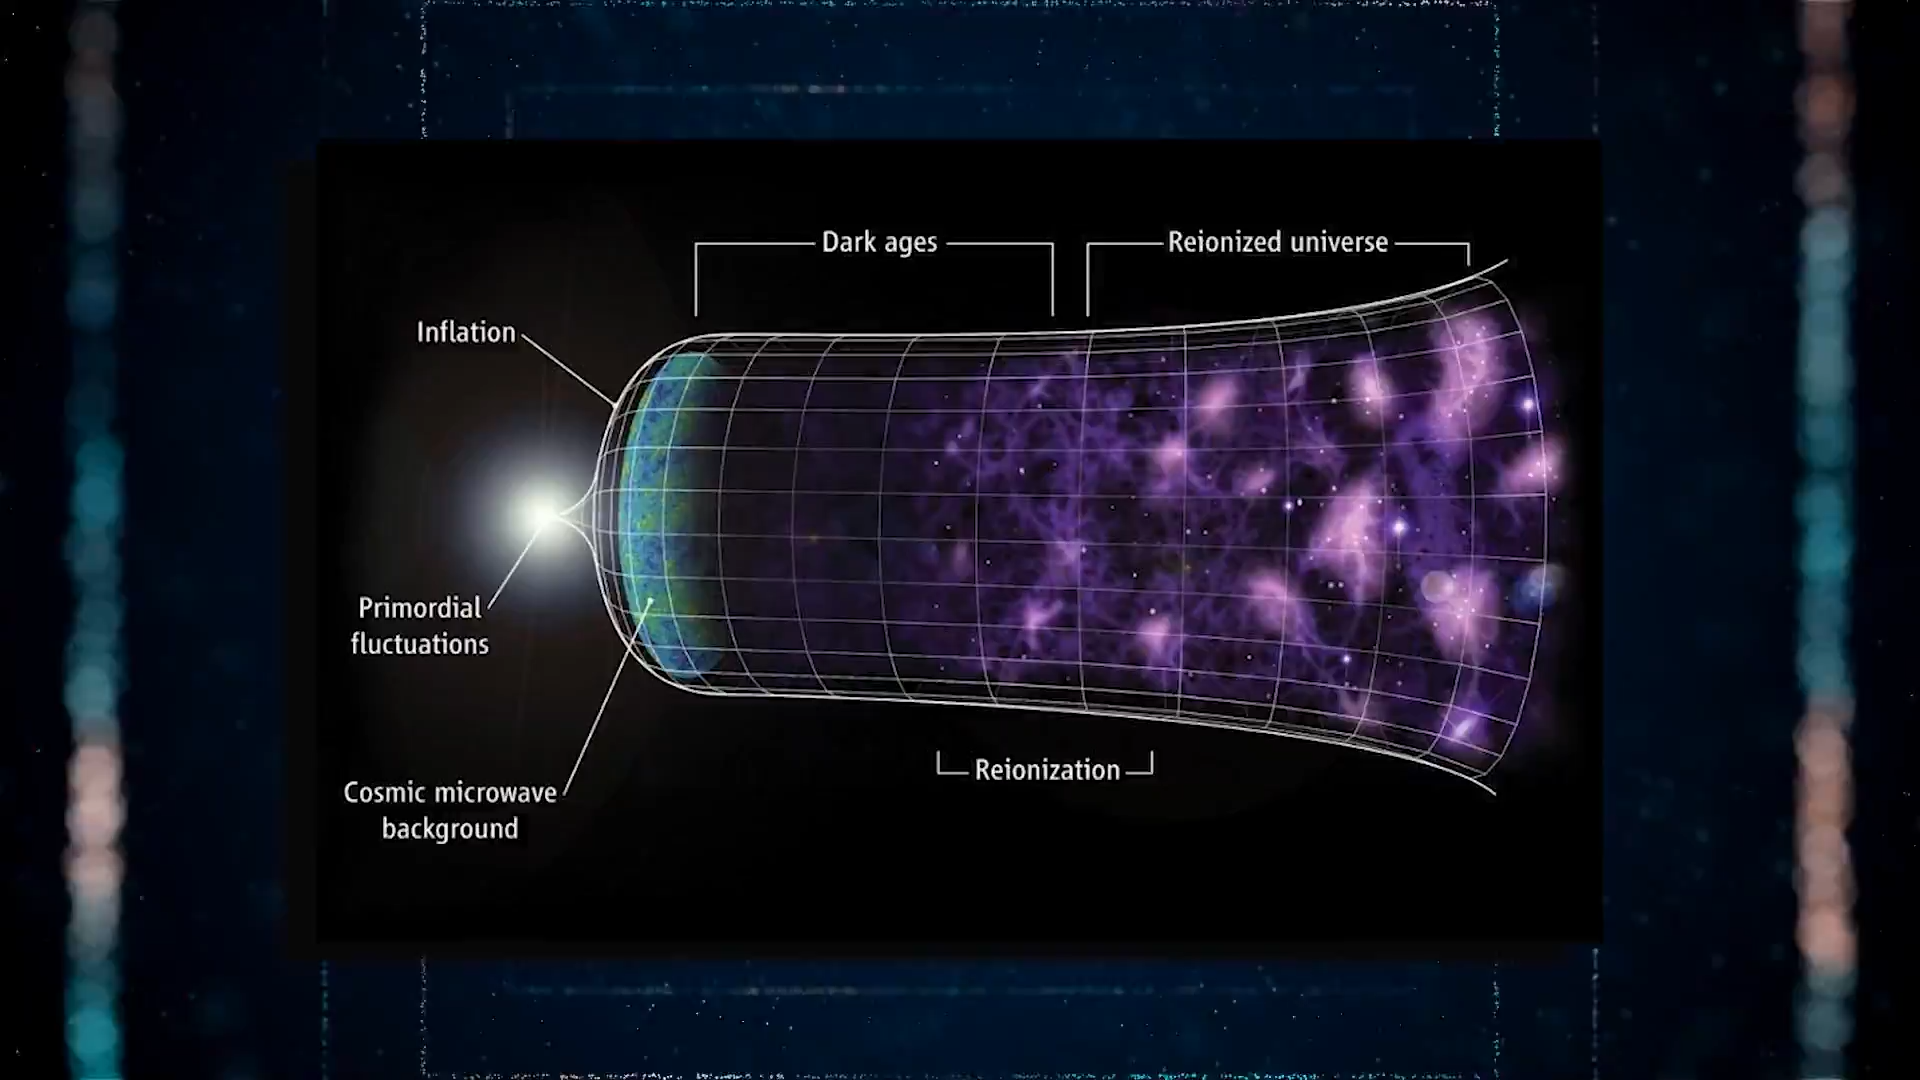 Dark ages
Reionized universe
Inflation
Primordial
fluctuations
Reionization
Cosmic microwave
background